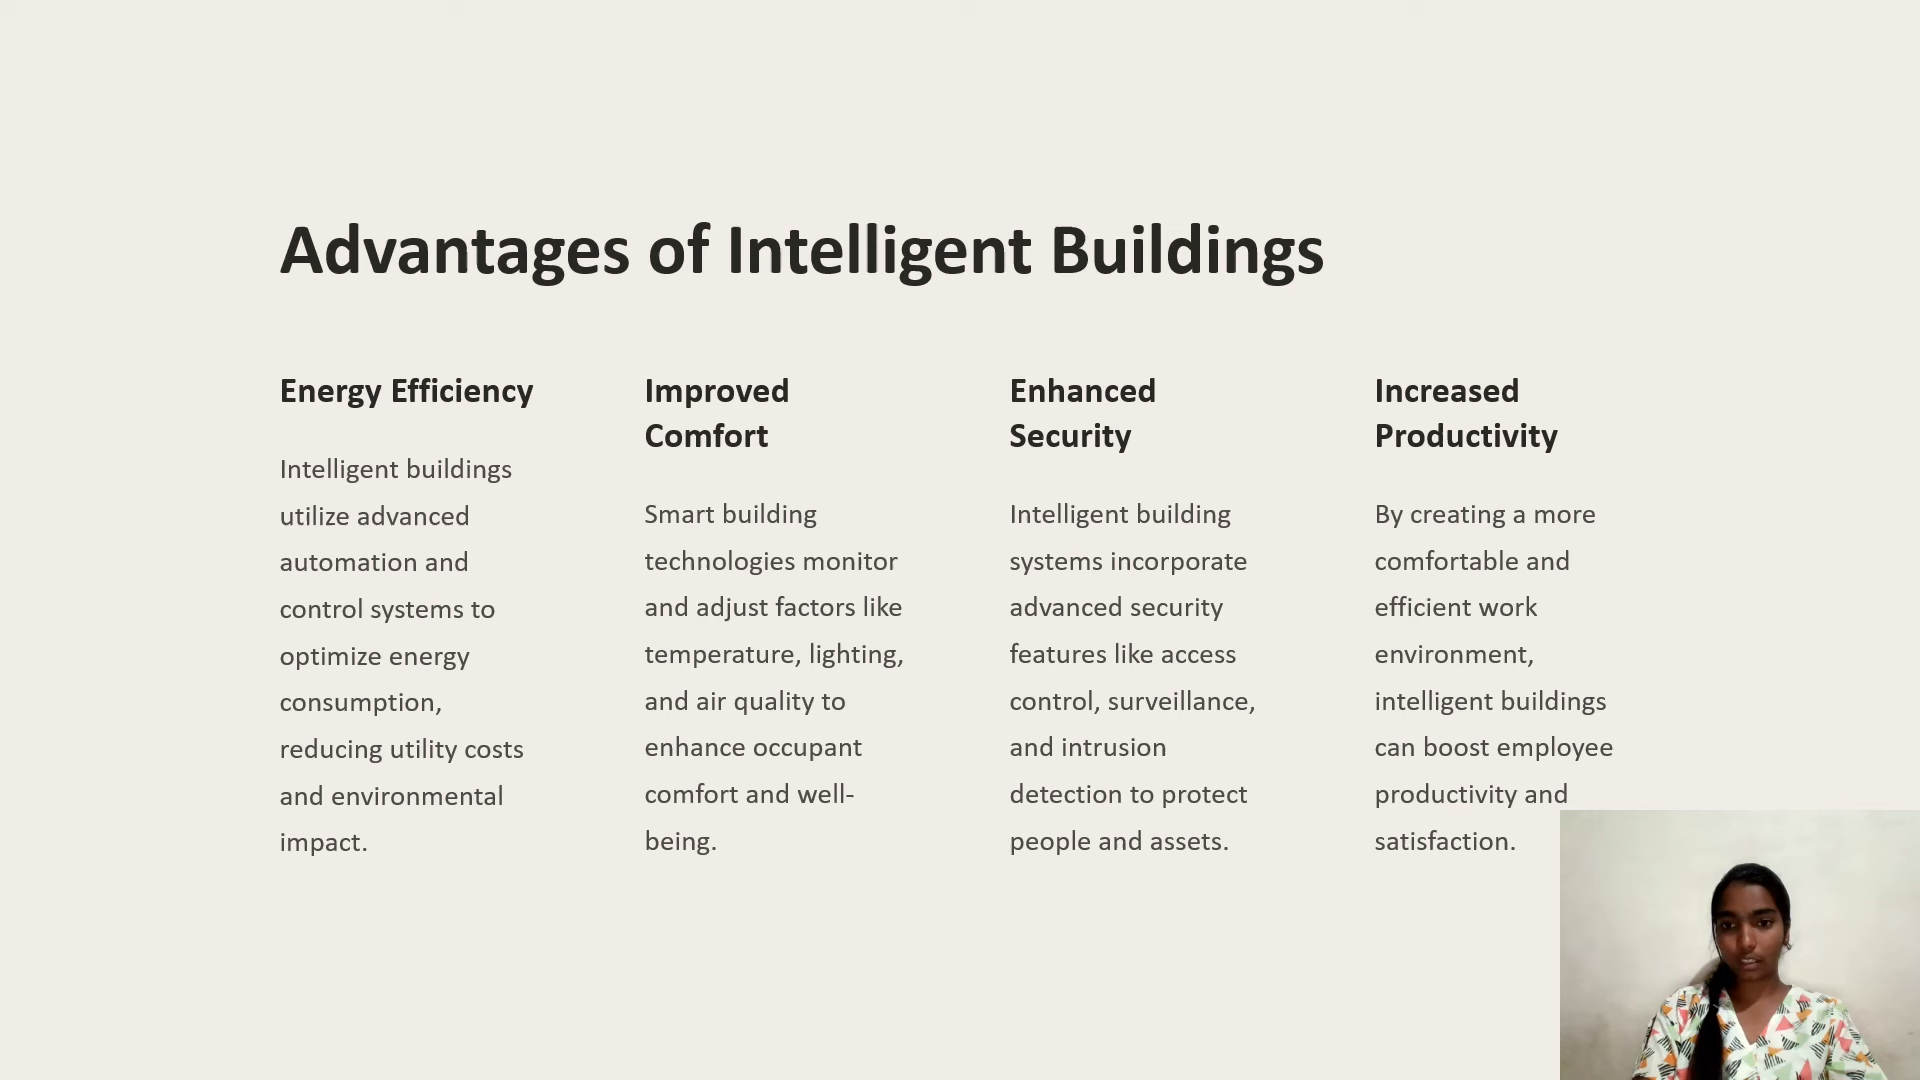 Advantages of Intelligent Buildings
Energy Efficiency
Intelligent buildings
utilize advanced
automation and
control systems to
optimize energy
consumption,
reducing utility costs
and environmental
impact.
Improved
Comfort
Smart building
technologies monitor
and adjust factors like
temperature, lighting,
and air quality to
enhance occupant
comfort and well-
being.
Enhanced
Security
Intelligent building
systems incorporate
advanced security
features like access
control, surveillance,
and intrusion
detection to protect
people and assets.
Increased
Productivity
By creating a more
comfortable and
efficient work
environment,
intelligent buildings
can boost employee
productivity and
satisfaction.